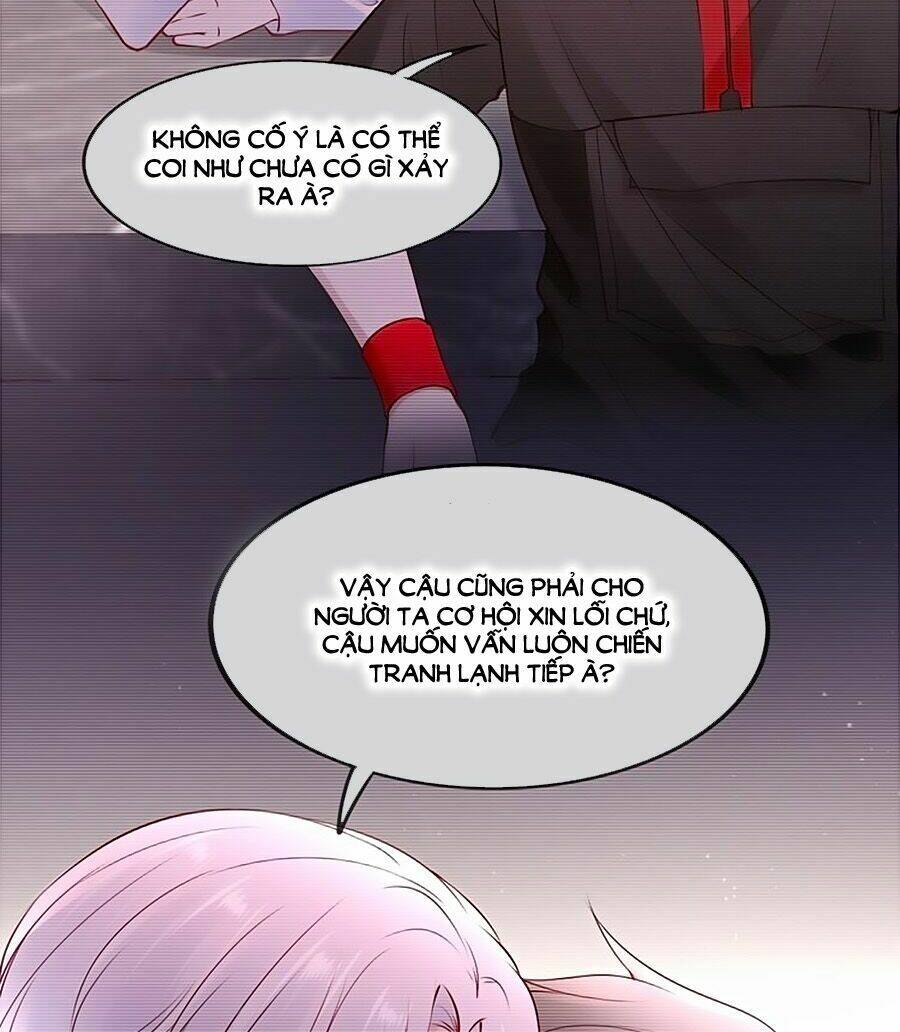 KHÔNG CỐ Ý LÀ CÓ THỂ
COI NHƯ CHƯA CÓ GÌ XẢY
RA À?
VẬY CẬU CŨNG PHẢI CHO
NGƯỜI TA CƠ HỘI XIN LỖI CHỨ,
CẬU MUỐN VẪN LUÔN CHIẾN
TRANH LẠNH TIẾP À?